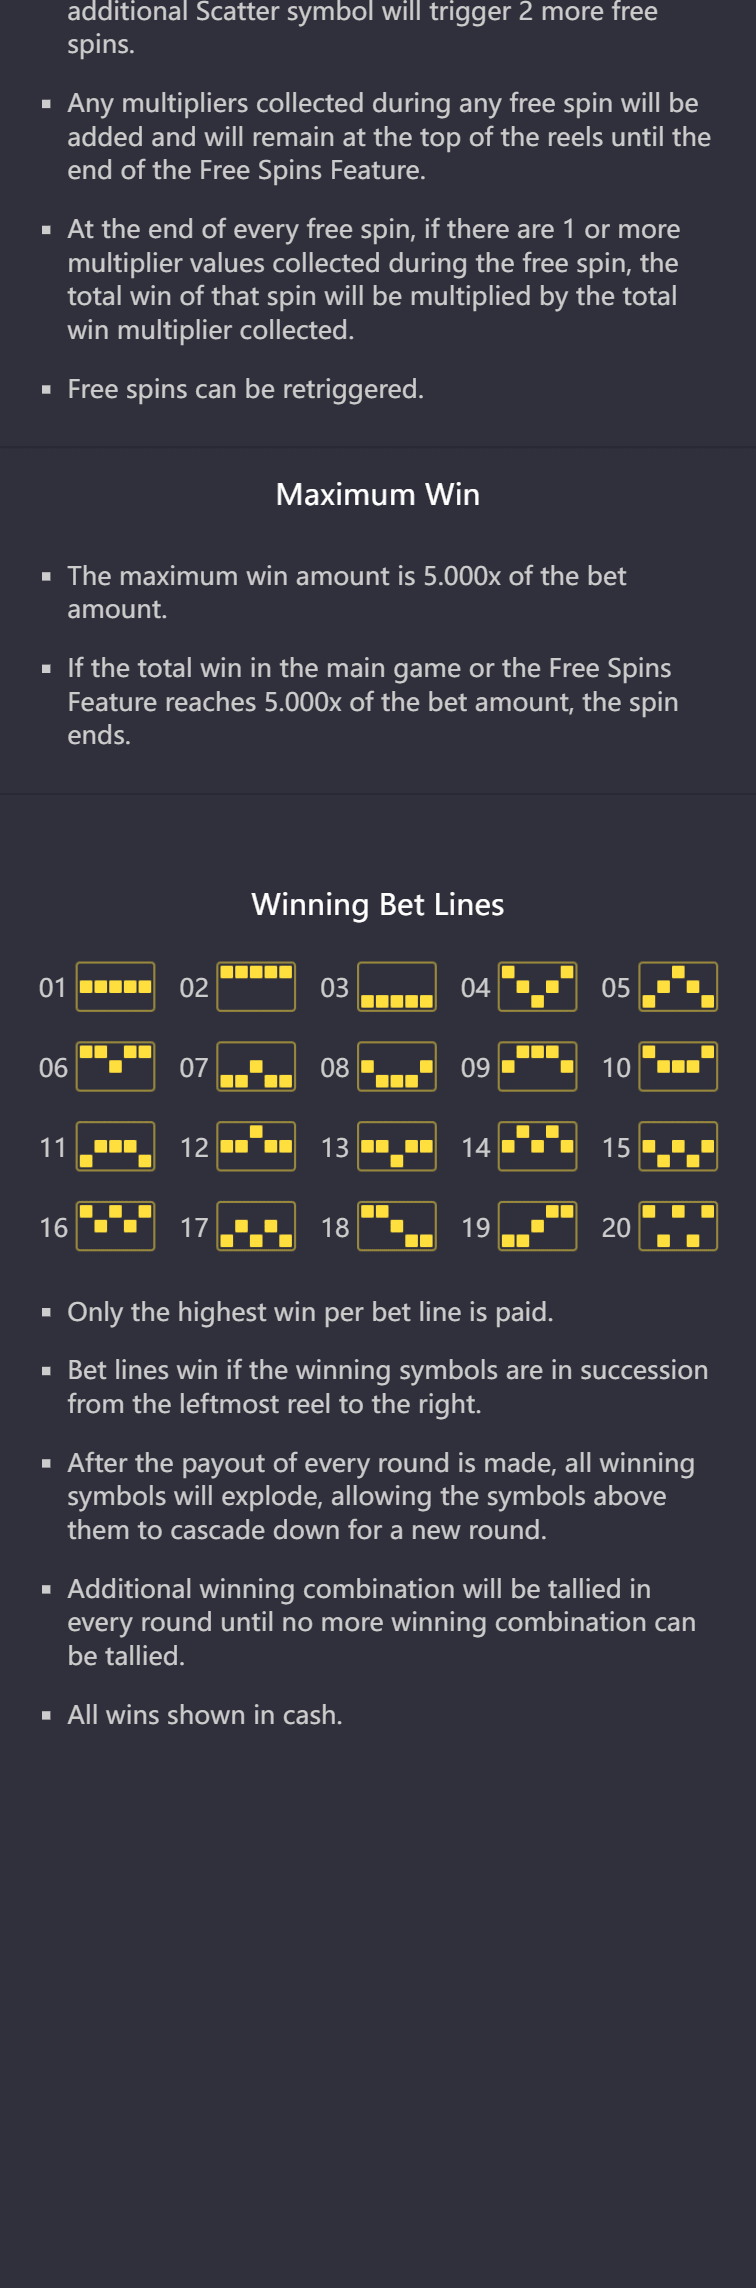 additional Scatter symbol will trigger 2 more free
spins.
Any multipliers collected during any free spin will be
added and will remain at the top of the reels until the
end of the Free Spins Feature.
At the end of every free spin, if there are 1 or more
multiplier values collected during the free spin, the
total win of that spin will be multiplied by the total
win multiplier collected.
Free spins can be retriggered.
Maximum Win
The maximum win amount is 5.000x of the bet
amount.
If the total win in the main game or the Free Spins
Feature reaches 5.000x of the bet amount, the spin
ends.
Winning Bet Lines
01 02 03 04 05
06 07 08 09 10
11 12 13 14 15
16 17 18 19 20
Only the highest win per bet line is paid.
Bet lines win if the winning symbols are in succession
from the leftmost reel to the right.
After the payout of every round is made, all winning
symbols will explode, allowing the symbols above
them to cascade down for a new round.
Additional winning combination will be tallied in
every round until no more winning combination can
be tallied.
All wins shown in cash.